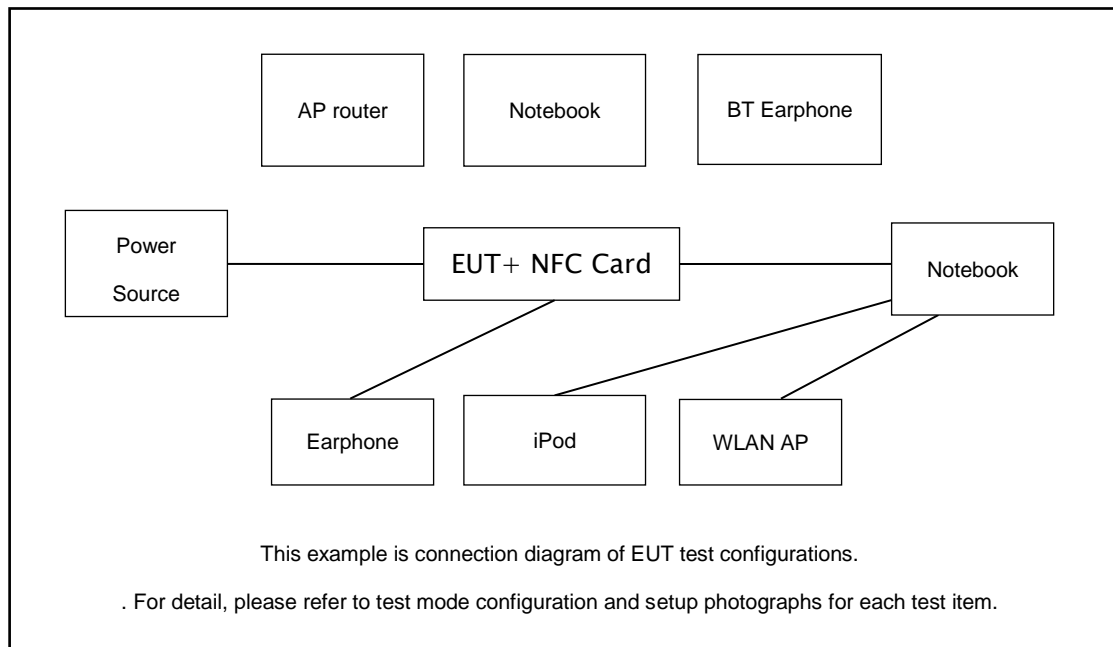 AP router
Notebook
BT Earphone
Power
Source
EUT+ NFC Card
Notebook
Earphone
iPod
WLAN AP
This example is connection diagram of EUT test configurations.
. For detail, please refer to test mode configuration and setup photographs for each test item.